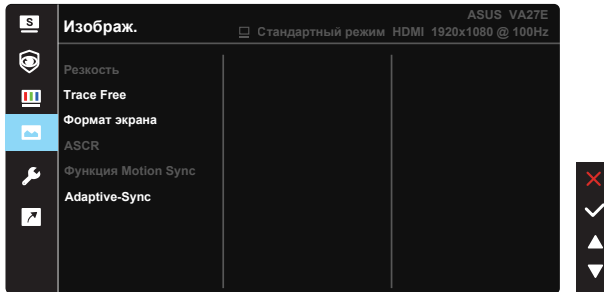 S
Изображ.
ASUS VA27E
Стандартный режим HDMI 1920x1080 @ 100Hz
Резкость
Trace Free
Формат экрана
ASCR
Функция Motion Sync
Adaptive-Sync